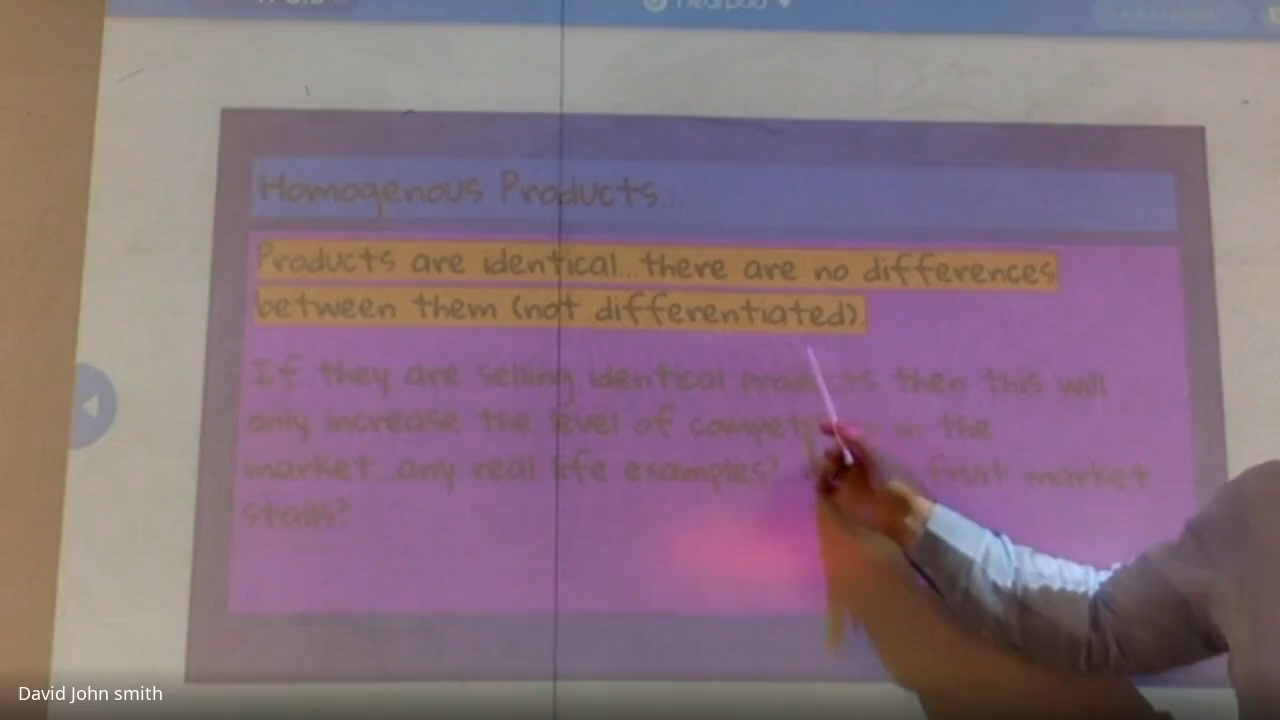 nearpod
Homogenous Products...
Products are identical...there are no differences
between them (not differentiated).
If they are selling identical products then this will
only increase the level of in the
market...any real life examples? fruit market
stalls?
David John smith